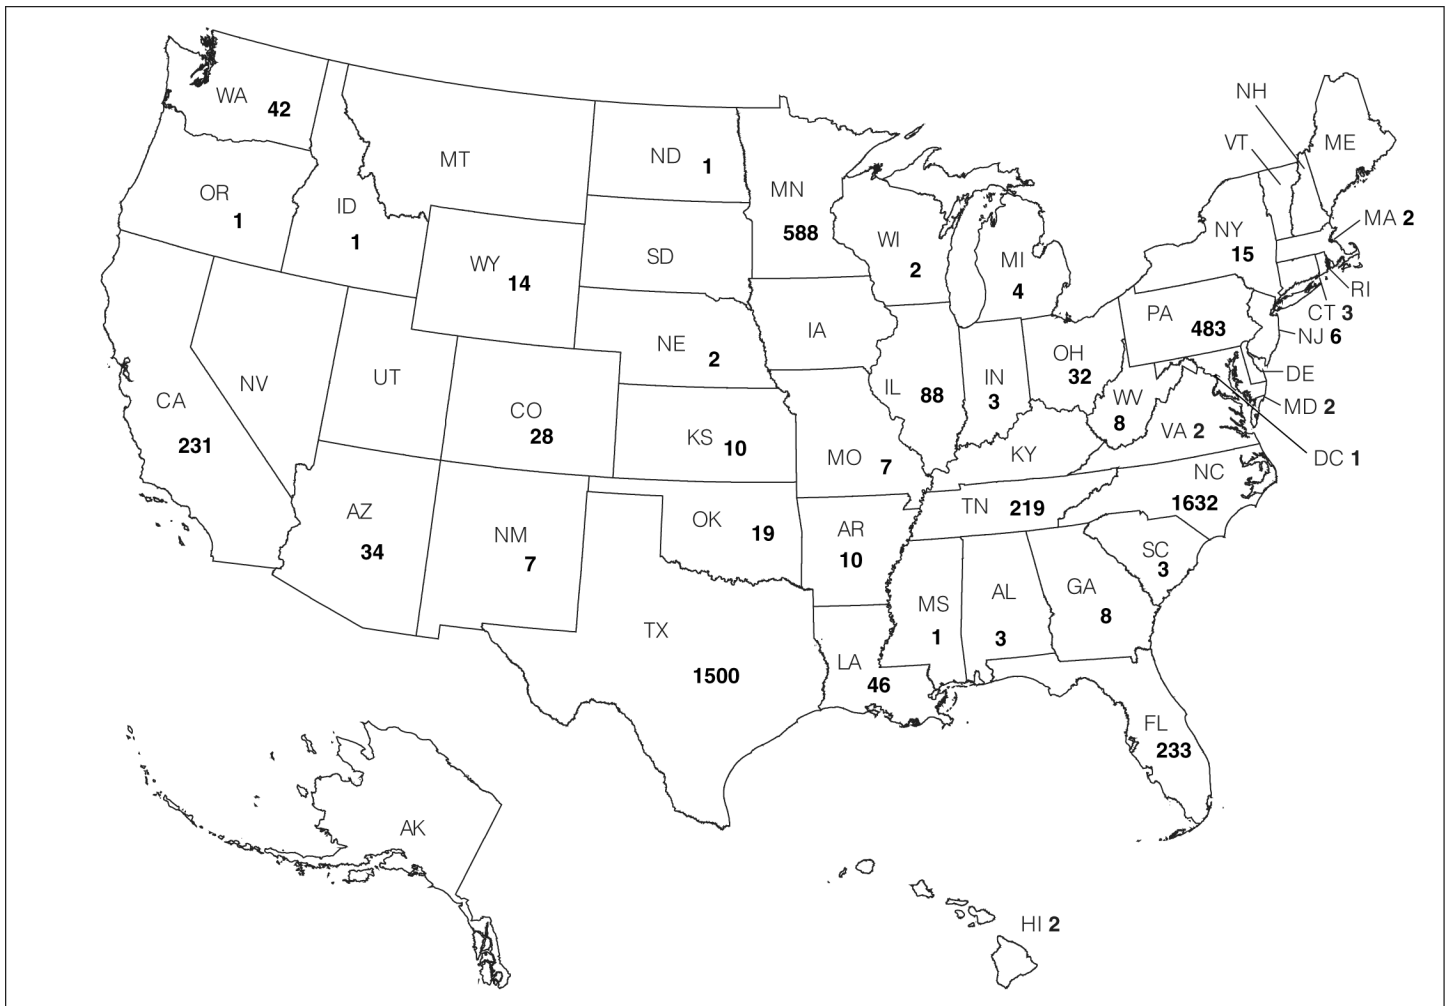 WA 42
OR 1
ID 1
MT
ND 1
MN 588
WI 2
MI 4
NH
VT
ME
NY 15
MA 2
RI
CT 3
NJ 6
PA 483
DE
MD 2
DC 1
WY 14
SD
IA
NE 2
CA 231
NV
UT
CO 28
KS 10
MO 7
IL 88
IN 3
OH 32
WV 8
VA 2
KY
NC 1632
TN 219
AZ 34
NM 7
OK 19
AR 10
SC 3
GA 8
AL 3
MS 1
LA 46
TX 1500
FL 233
AK
HI 2